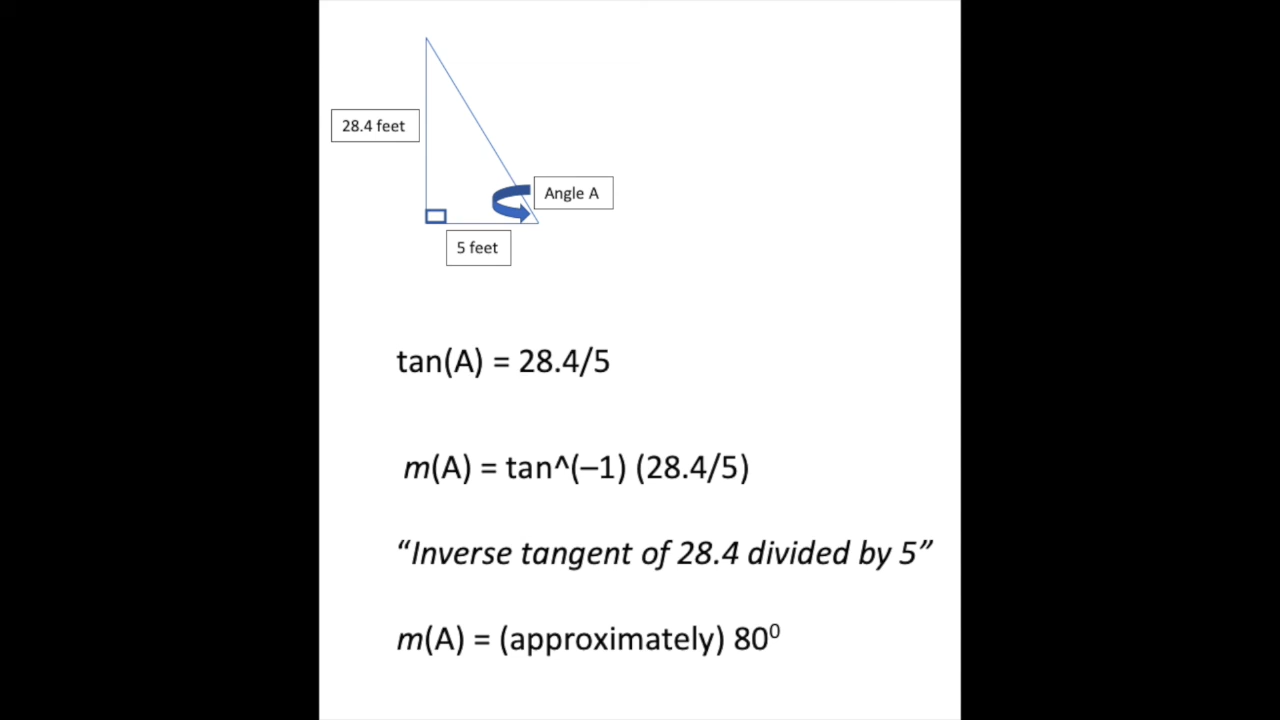 28.4 feet
Angle A
5 feet
tan(A) = 28.4/5
m(A) = tan^(–1) (28.4/5)
“Inverse tangent of 28.4 divided by 5”
m(A) = (approximately) 80⁰